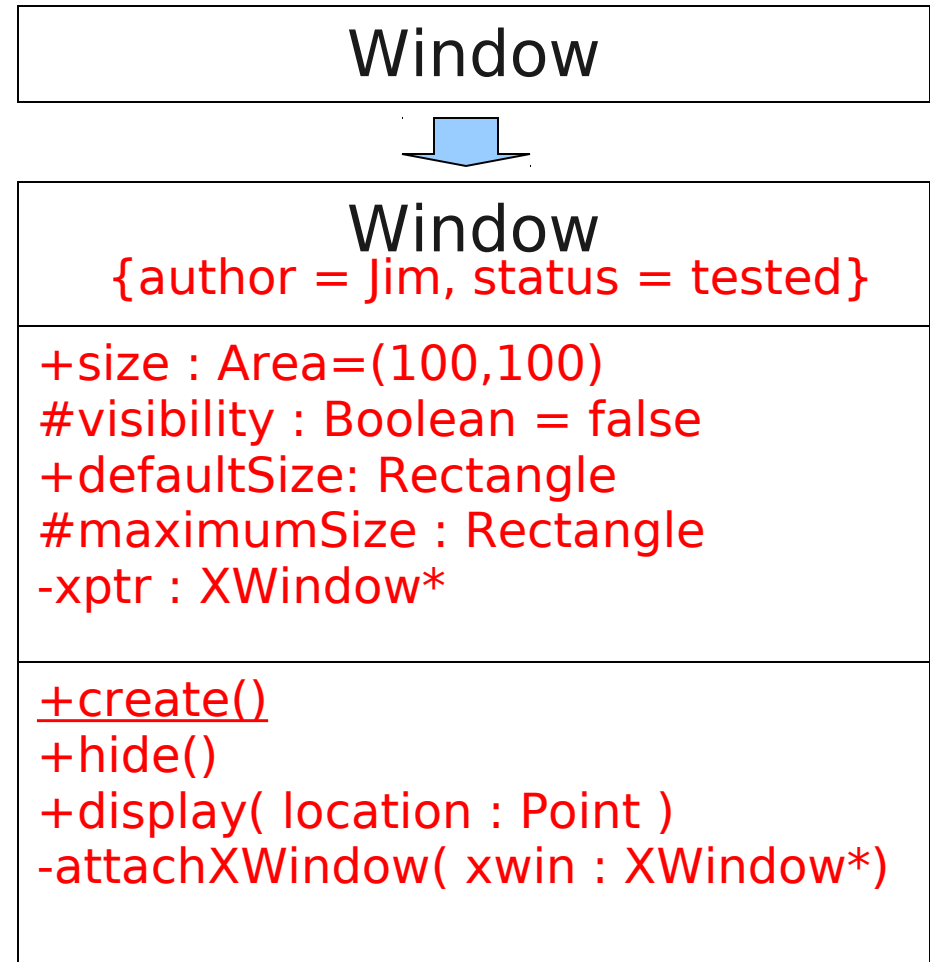 Window
Window
{author = Jim, status = tested}
+size : Area=(100,100)
#visibility : Boolean = false
+defaultSize: Rectangle
#maximumSize : Rectangle
-xptr : XWindow*
+create()
+hide()
+display( location : Point )
-attachXWindow( xwin : XWindow*)